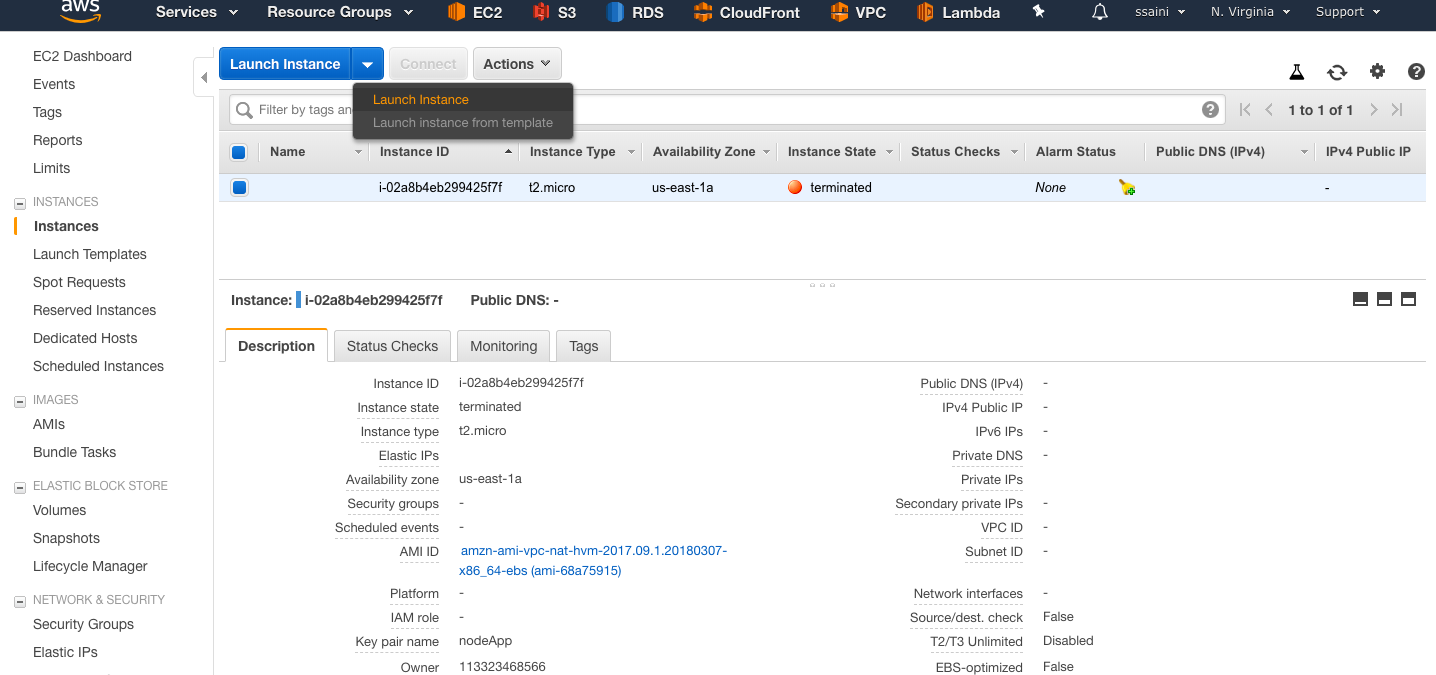 aws Services Resource Groups EC2 S3 RDS CloudFront VPC Lambda ssaini N. Virginia Support
EC2 Dashboard
Events
Tags
Reports
Limits
INSTANCES
Instances
Launch Templates
Spot Requests
Reserved Instances
Dedicated Hosts
Scheduled Instances
IMAGES
AMIs
Bundle Tasks
ELASTIC BLOCK STORE
Volumes
Snapshots
Lifecycle Manager
NETWORK & SECURITY
Security Groups
Elastic IPs
Launch Instance Connect Actions
Launch Instance
Launch instance from template
Filter by tags an
1 to 1 of 1
Name Instance ID Instance Type Availability Zone Instance State Status Checks Alarm Status Public DNS (IPv4) IPv4 Public IP
i-02a8b4eb299425f7f t2.micro us-east-1a terminated None -
Instance: i-02a8b4eb299425f7f Public DNS: -
Description Status Checks Monitoring Tags
Instance ID i-02a8b4eb299425f7f
Instance state terminated
Instance type t2.micro
Elastic IPs
Availability zone us-east-1a
Security groups -
Scheduled events -
AMI ID amzn-ami-vpc-nat-hvm-2017.09.1.20180307-
x86_64-ebs (ami-68a75915)
Platform -
IAM role -
Key pair name nodeApp
Owner 113323468566
Public DNS (IPv4) -
IPv4 Public IP -
IPv6 IPs -
Private DNS -
Private IPs
Secondary private IPs -
VPC ID -
Subnet ID -
Network interfaces -
Source/dest. check False
T2/T3 Unlimited Disabled
EBS-optimized False